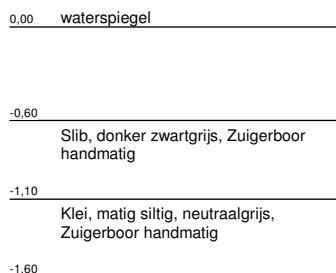 0,00 waterspiegel
-0,60
Slib, donker zwartgrijs, Zuigerboor
handmatig
-1,10
Klei, matig siltig, neutraalgrijs,
Zuigerboor handmatig
-1,60